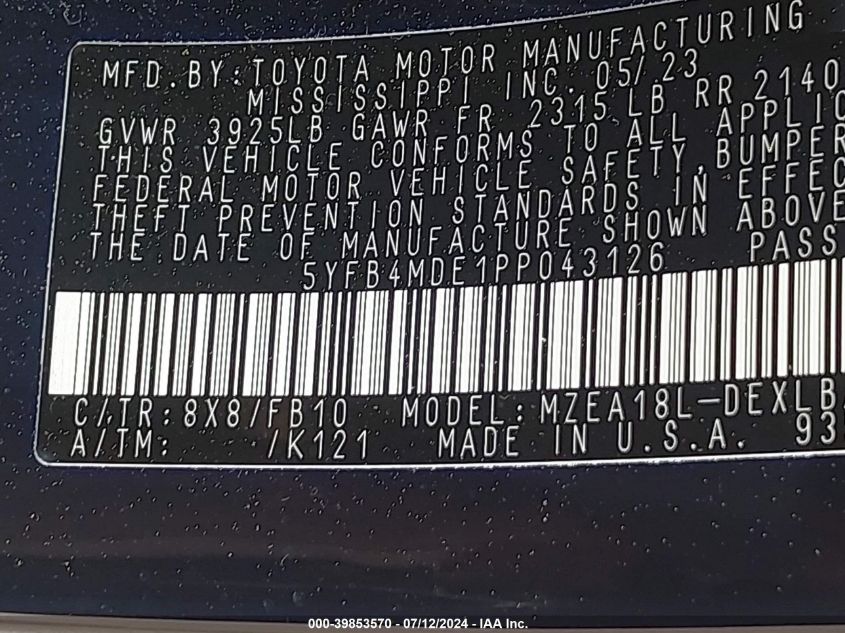 MFD.BY:TOYOTA MOTOR MANUFACTURING
MISSISSIPPI INC. 05/23
GVWR 3925LB GAWR FR 2315LB RR 2140
THIS VEHICLE CONFORMS TO ALL APPLIC
FEDERAL MOTOR VEHICLE SAFETY,BUMPER
THEFT PREVENTION STANDARDS IN EFFEC
THE DATE OF MANUFACTURE SHOWN ABOVE
5YFB4MDE1PP043126 PASS
C/TR:8X8/FB10 MODEL:MZEA18L-DEXLB
A/TM: /K121 MADE IN U.S.A. 93
000-39853570 - 07/12/2024 - IAA Inc.